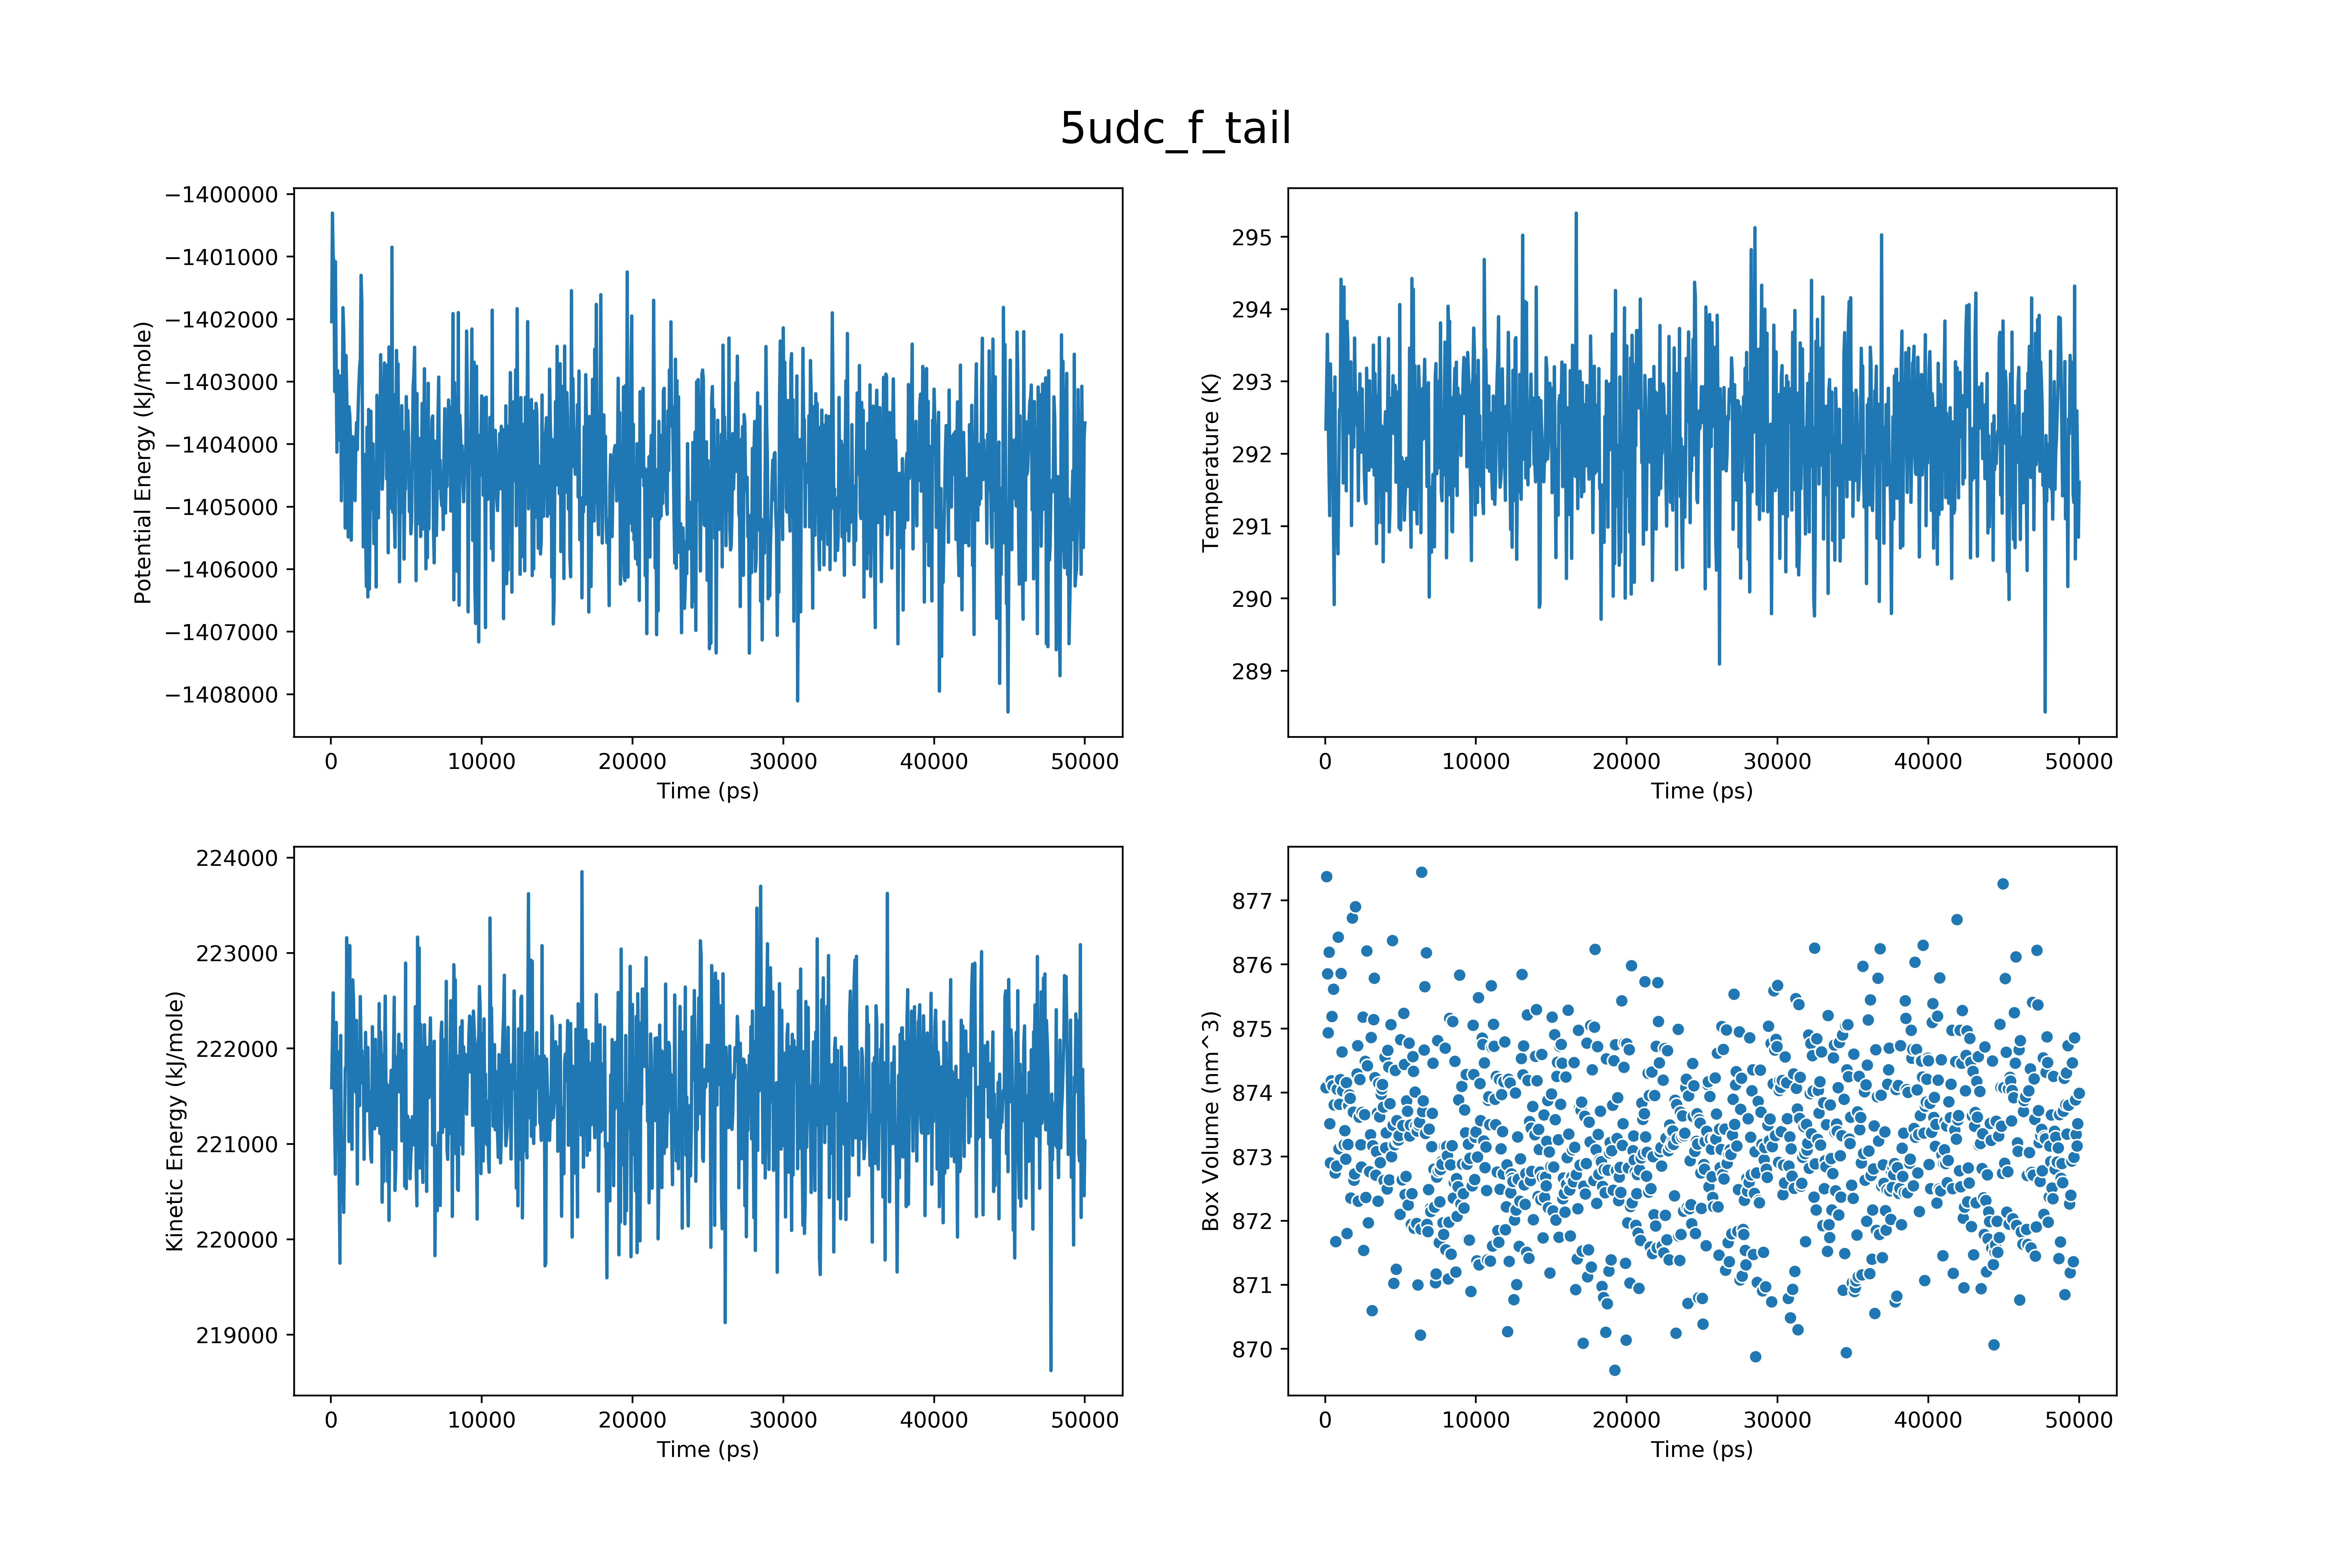 5udc_f_tail
−1400000
−1401000
−1402000
−1403000
−1404000
−1405000
−1406000
−1407000
−1408000
Potential Energy (kJ/mole)
0 10000 20000 30000 40000 50000
Time (ps)
295
294
293
292
291
290
289
Temperature (K)
0 10000 20000 30000 40000 50000
Time (ps)
224000
223000
222000
221000
220000
219000
Kinetic Energy (kJ/mole)
0 10000 20000 30000 40000 50000
Time (ps)
877
876
875
874
873
872
871
870
Box Volume (nm^3)
0 10000 20000 30000 40000 50000
Time (ps)